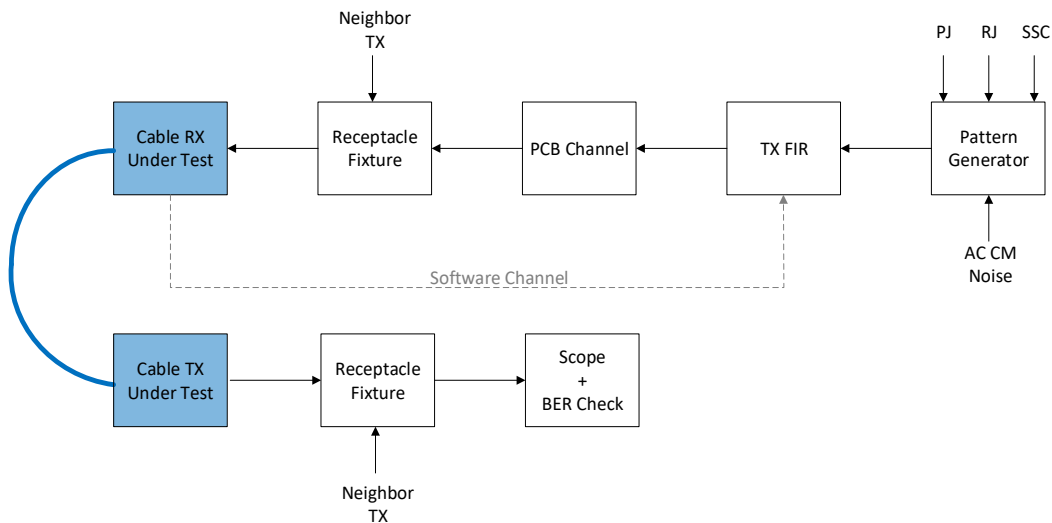 Neighbor
TX
PJ
RJ
SSC
Cable RX
Under Test
Receptacle
Fixture
PCB Channel
TX FIR
Pattern
Generator
AC CM
Noise
Software Channel
Cable TX
Under Test
Receptacle
Fixture
Scope
+
BER Check
Neighbor
TX